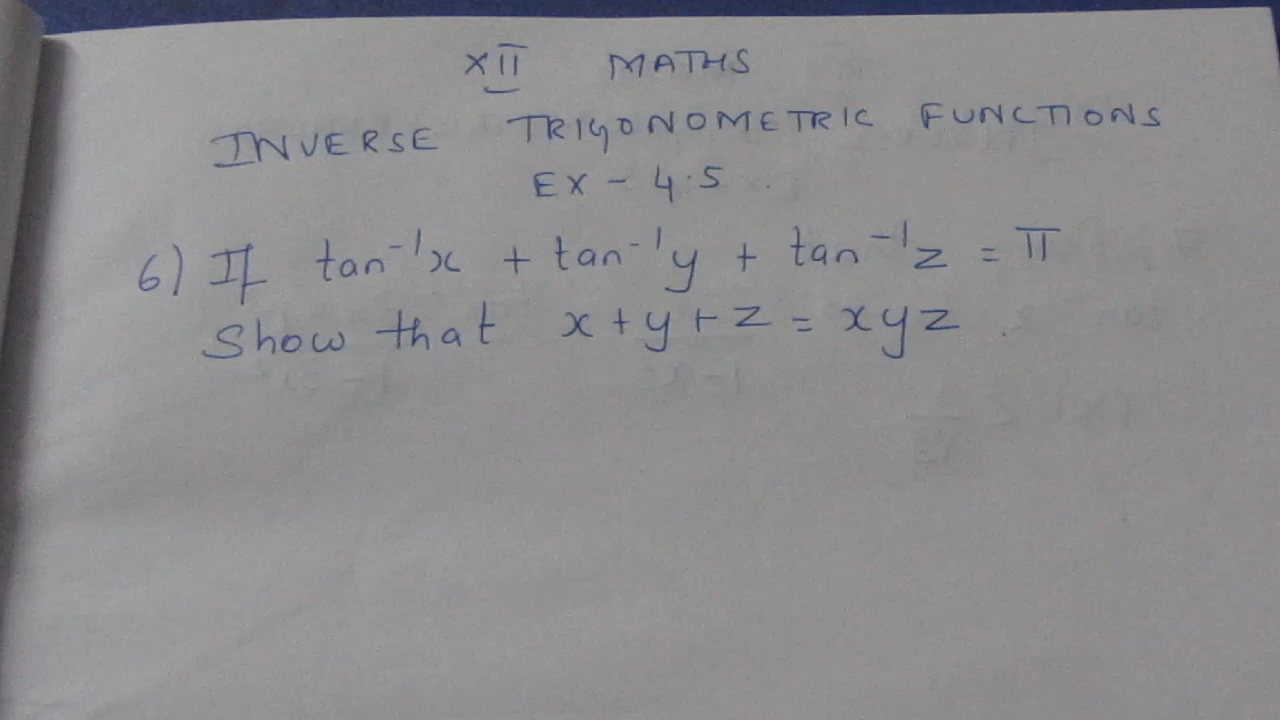 XII MATHS
INVERSE TRIGONOMETRIC FUNCTIONS
EX - 4.5
6) If tan⁻¹x + tan⁻¹y + tan⁻¹z = π
Show that x + y + z = xyz.